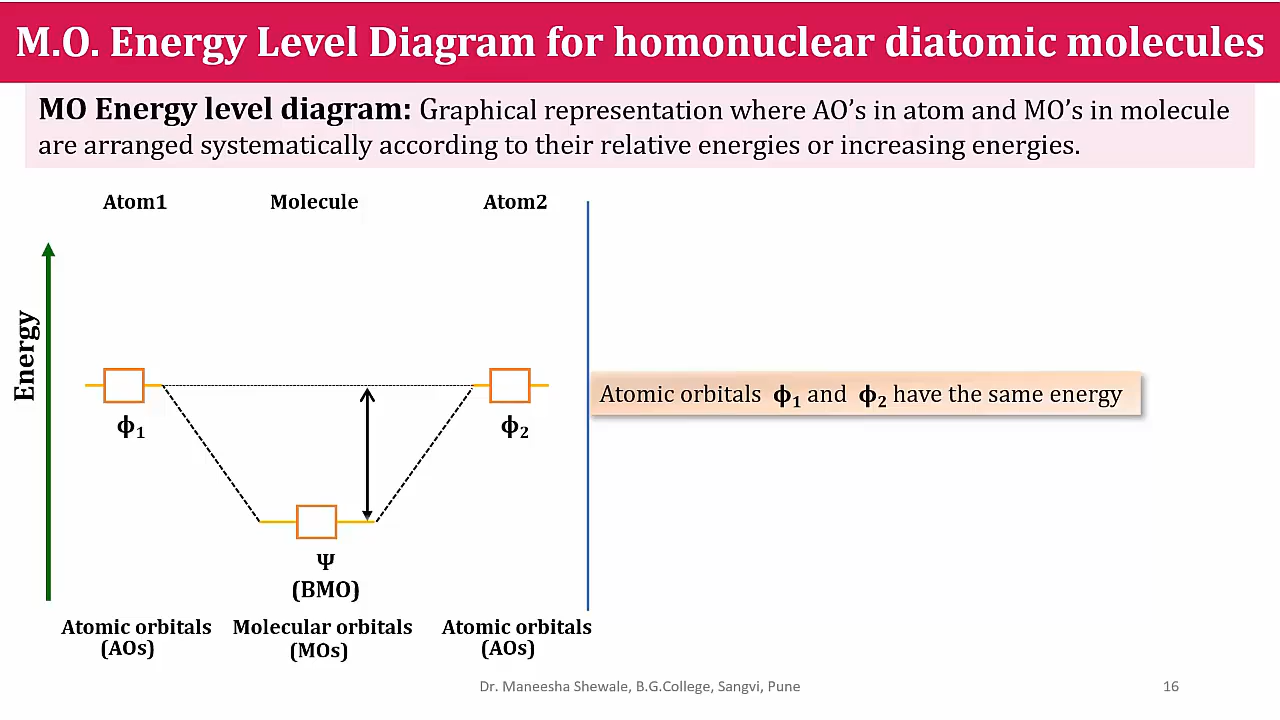 M.O. Energy Level Diagram for homonuclear diatomic molecules
MO Energy level diagram: Graphical representation where AO’s in atom and MO’s in molecule
are arranged systematically according to their relative energies or increasing energies.
Atom1 Molecule Atom2
Energy
ϕ1 ϕ2
Atomic orbitals ϕ1 and ϕ2 have the same energy
Ψ
(BMO)
Atomic orbitals Molecular orbitals Atomic orbitals
(AOs) (MOs) (AOs)
Dr. Maneesha Shewale, B.G.College, Sangvi, Pune 16